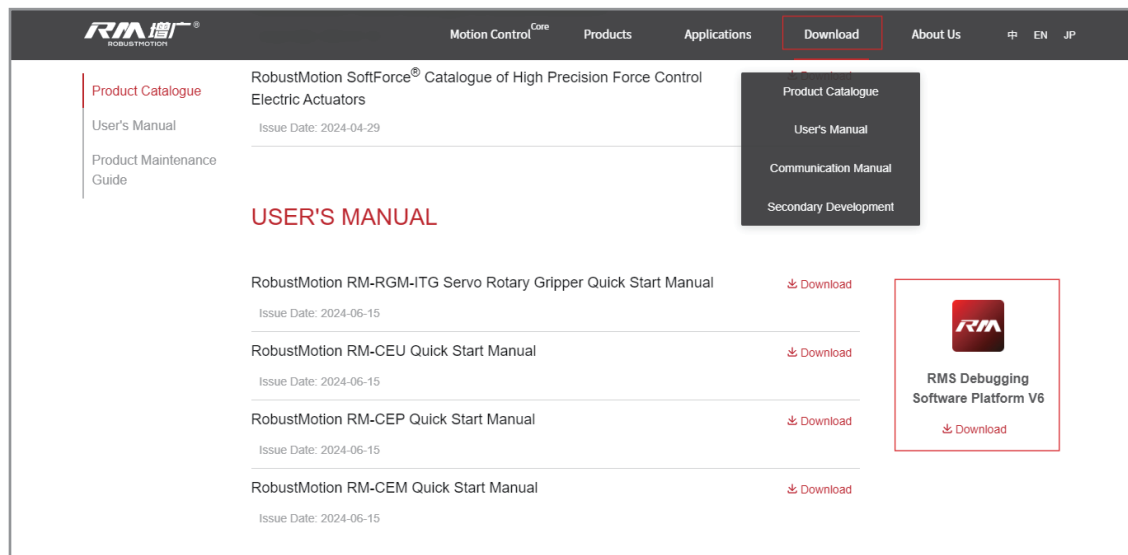 RM 增广®
ROBUSTMOTION
Motion Control Core
Products
Applications
Download
About Us
中
EN
JP
Product Catalogue
User's Manual
Product Maintenance
Guide
RobustMotion SoftForce® Catalogue of High Precision Force Control
Electric Actuators
Issue Date: 2024-04-29
Product Catalogue
User's Manual
Communication Manual
Secondary Development
USER'S MANUAL
RobustMotion RM-RGM-ITG Servo Rotary Gripper Quick Start Manual
Download
Issue Date: 2024-06-15
RobustMotion RM-CEU Quick Start Manual
Download
Issue Date: 2024-06-15
RobustMotion RM-CEP Quick Start Manual
Download
Issue Date: 2024-06-15
RobustMotion RM-CEM Quick Start Manual
Download
Issue Date: 2024-06-15
RM
RMS Debugging
Software Platform V6
Download